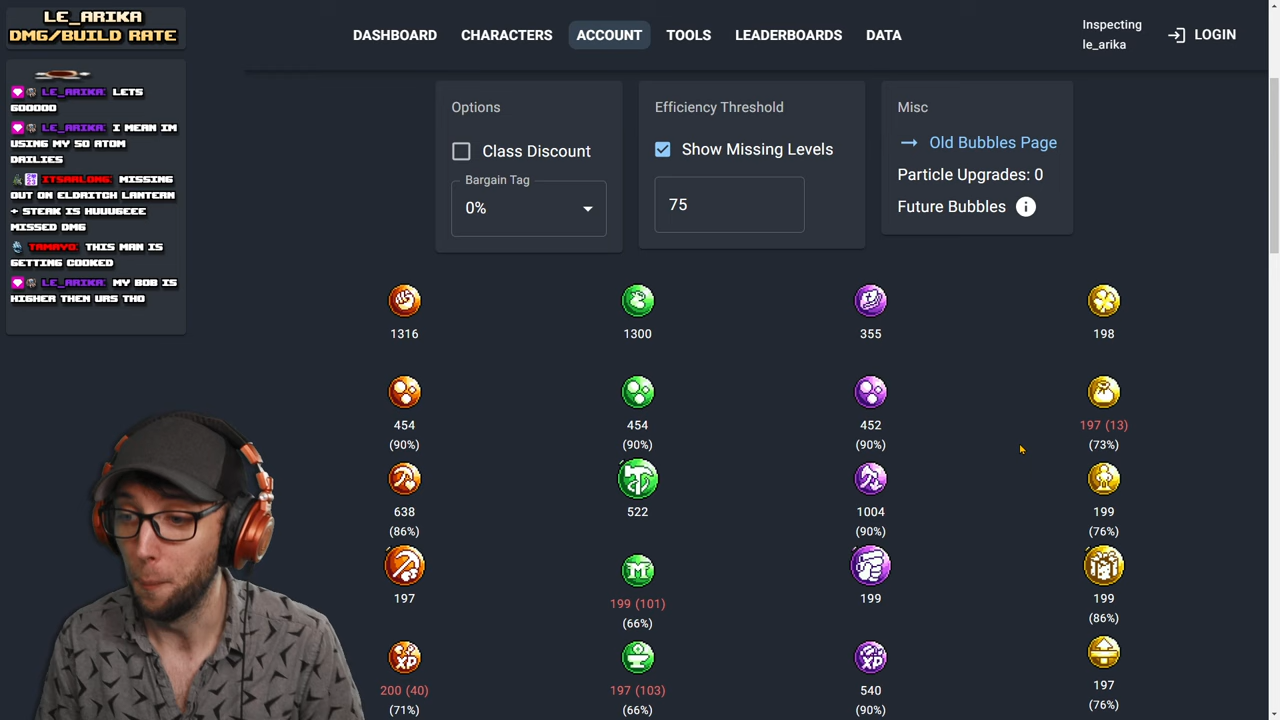 LE_ARIKA
DMG/BUILD RATE
LE_ARIKA: LETS
GOOOOO
LE_ARIKA: I MEAN IM
USING MY 50 ATOM
DAILIES
ITSARLONG: MISSING
OUT ON ELDRITCH LANTERN
+ STEAK IS HUUUGEEE
MISSED DMG
TAMAYO: THIS MAN IS
GETTING COOKED
LE_ARIKA: MY BOB IS
HIGHER THEN URS THO
DASHBOARD CHARACTERS ACCOUNT TOOLS LEADERBOARDS DATA
Inspecting
le_arika
LOGIN
Options
Class Discount
Bargain Tag
0%
Efficiency Threshold
Show Missing Levels
75
Misc
Old Bubbles Page
Particle Upgrades: 0
Future Bubbles
1316 1300 355 198
454 454 452 197 (13)
(90%) (90%) (90%) (73%)
638 522 1004 199
(86%) (90%) (76%)
M
197 199 (101) 199 199
(66%) (86%)
XP XP
200 (40) 197 (103) 540 197
(71%) (66%) (90%) (76%)